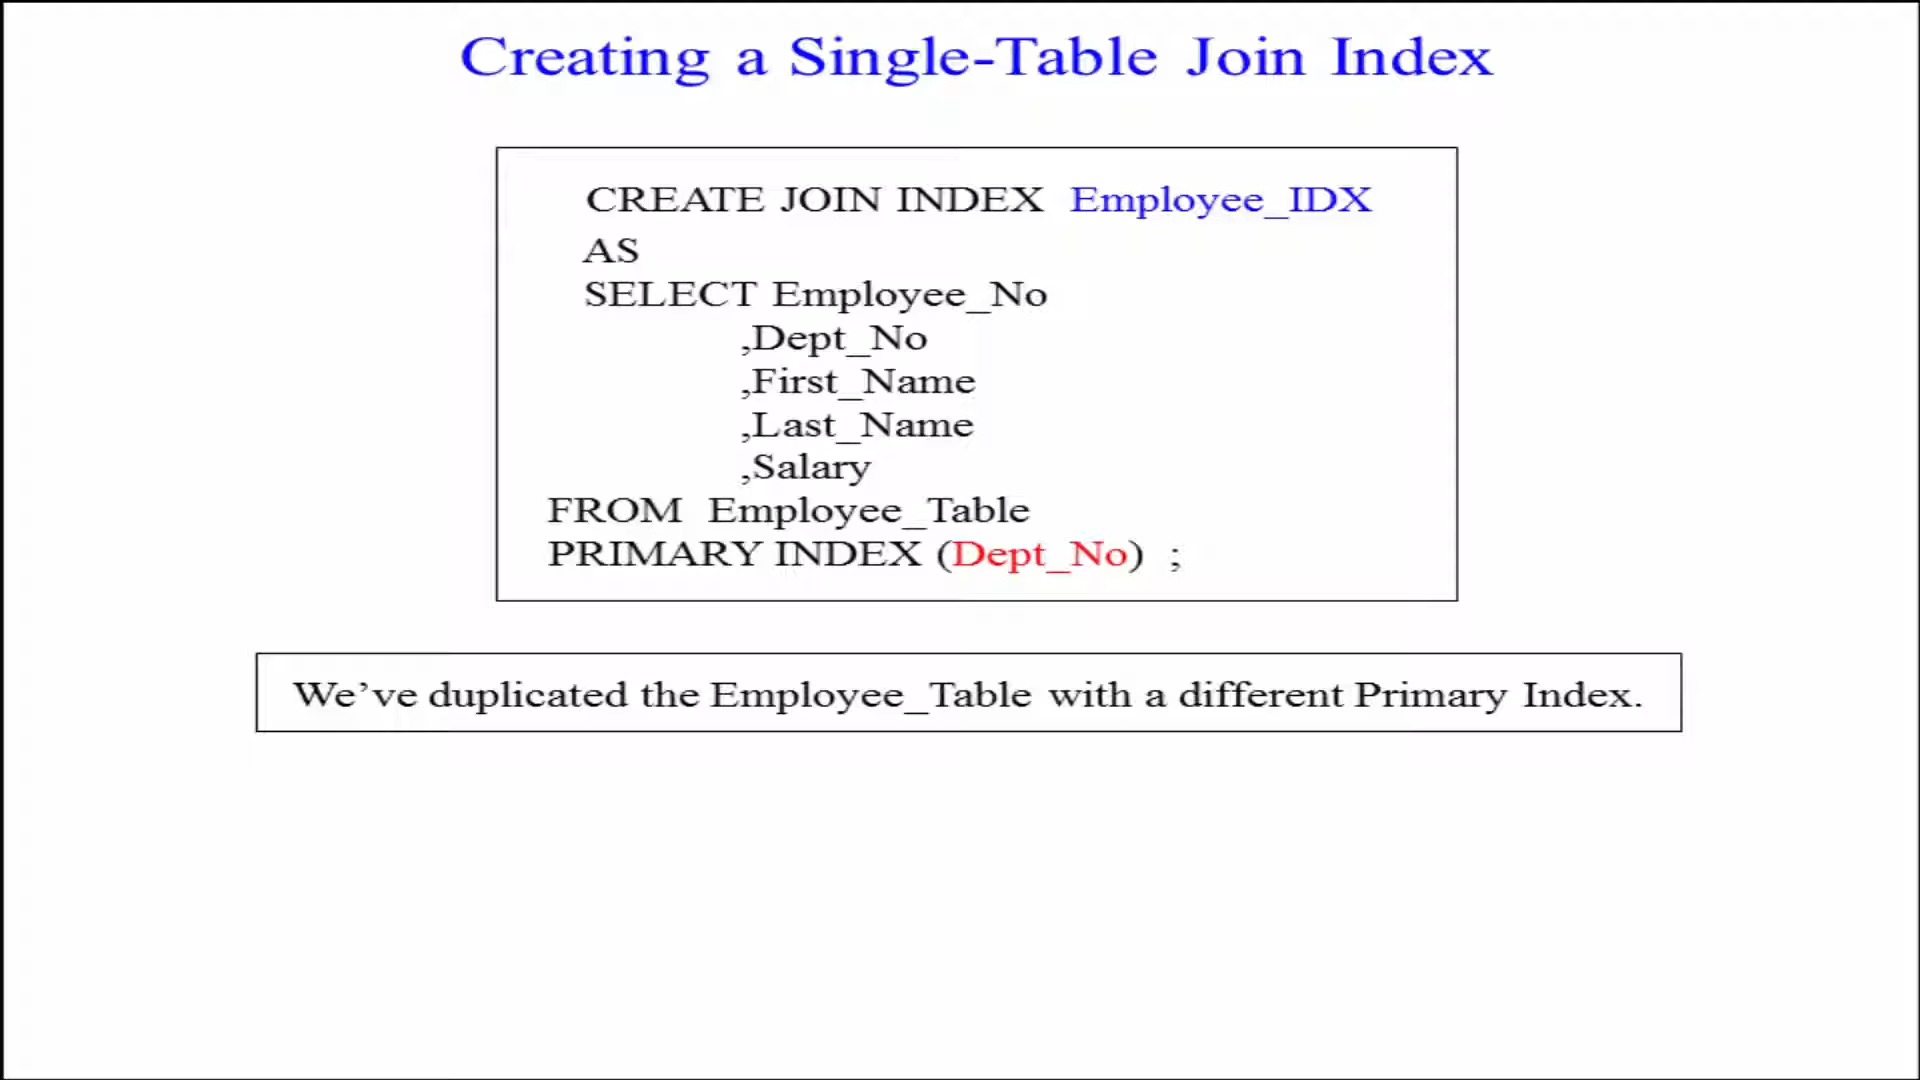 Creating a Single-Table Join Index
CREATE JOIN INDEX Employee_IDX
AS
SELECT Employee_No
,Dept_No
,First_Name
,Last_Name
,Salary
FROM Employee_Table
PRIMARY INDEX (Dept_No) ;
We’ve duplicated the Employee_Table with a different Primary Index.